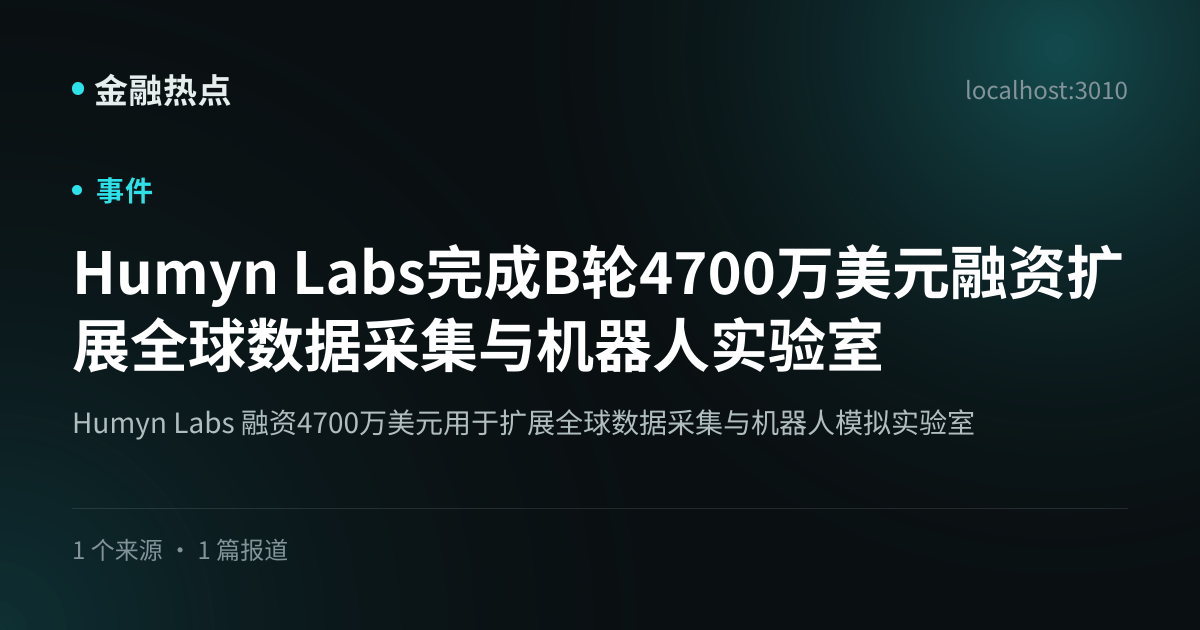 金融热点
localhost:3010
事件
Humyn Labs完成B轮4700万美元融资扩
展全球数据采集与机器人实验室
Humyn Labs 融资4700万美元用于扩展全球数据采集与机器人模拟实验室
1 个来源 · 1 篇报道